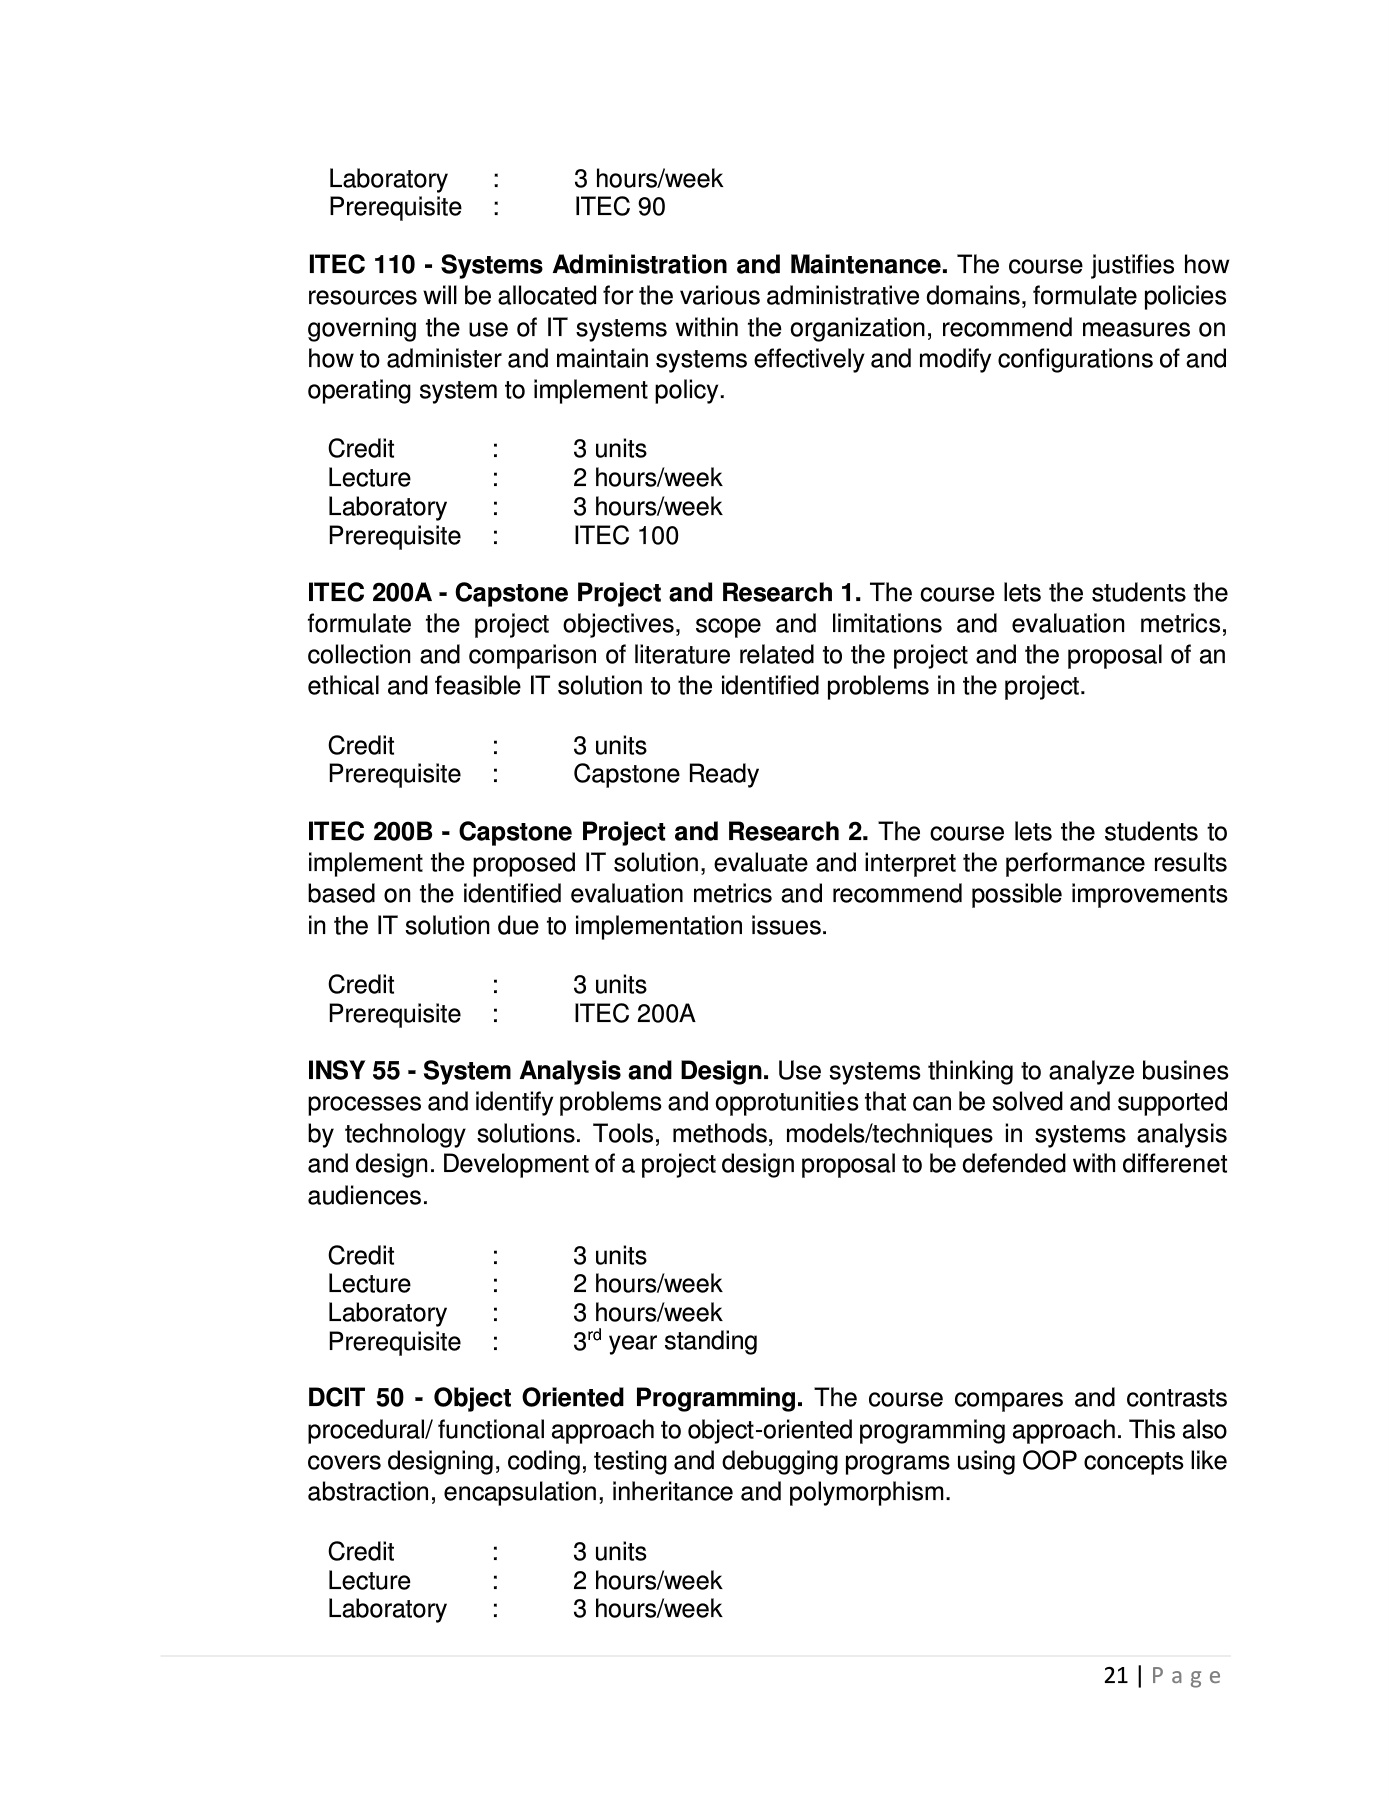 Laboratory : 3 hours/week
Prerequisite : ITEC 90
ITEC 110 - Systems Administration and Maintenance. The course justifies how
resources will be allocated for the various administrative domains, formulate policies
governing the use of IT systems within the organization, recommend measures on
how to administer and maintain systems effectively and modify configurations of and
operating system to implement policy.
Credit : 3 units
Lecture : 2 hours/week
Laboratory : 3 hours/week
Prerequisite : ITEC 100
ITEC 200A - Capstone Project and Research 1. The course lets the students the
formulate the project objectives, scope and limitations and evaluation metrics,
collection and comparison of literature related to the project and the proposal of an
ethical and feasible IT solution to the identified problems in the project.
Credit : 3 units
Prerequisite : Capstone Ready
ITEC 200B - Capstone Project and Research 2. The course lets the students to
implement the proposed IT solution, evaluate and interpret the performance results
based on the identified evaluation metrics and recommend possible improvements
in the IT solution due to implementation issues.
Credit : 3 units
Prerequisite : ITEC 200A
INSY 55 - System Analysis and Design. Use systems thinking to analyze busines
processes and identify problems and opprotunities that can be solved and supported
by technology solutions. Tools, methods, models/techniques in systems analysis
and design. Development of a project design proposal to be defended with differenet
audiences.
Credit : 3 units
Lecture : 2 hours/week
Laboratory : 3 hours/week
Prerequisite : 3rd year standing
DCIT 50 - Object Oriented Programming. The course compares and contrasts
procedural/ functional approach to object-oriented programming approach. This also
covers designing, coding, testing and debugging programs using OOP concepts like
abstraction, encapsulation, inheritance and polymorphism.
Credit : 3 units
Lecture : 2 hours/week
Laboratory : 3 hours/week
21 | P a g e